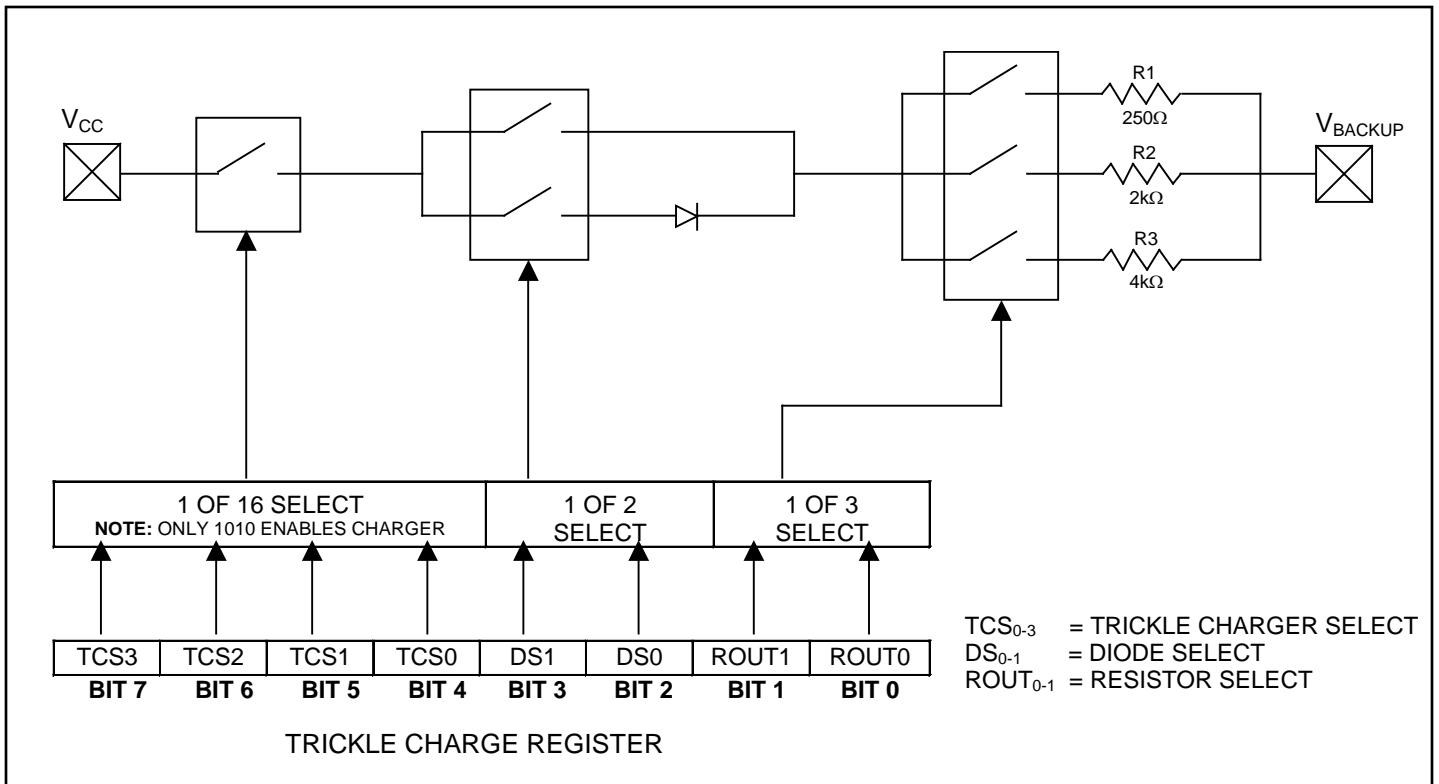 V_CC
R1
250Ω
V_BACKUP
R2
2kΩ
R3
4kΩ
1 OF 16 SELECT
NOTE: ONLY 1010 ENABLES CHARGER
1 OF 2
SELECT
1 OF 3
SELECT
TCS3 TCS2 TCS1 TCS0 DS1 DS0 ROUT1 ROUT0
BIT 7 BIT 6 BIT 5 BIT 4 BIT 3 BIT 2 BIT 1 BIT 0
TCS0-3 = TRICKLE CHARGER SELECT
DS0-1 = DIODE SELECT
ROUT0-1 = RESISTOR SELECT
TRICKLE CHARGE REGISTER